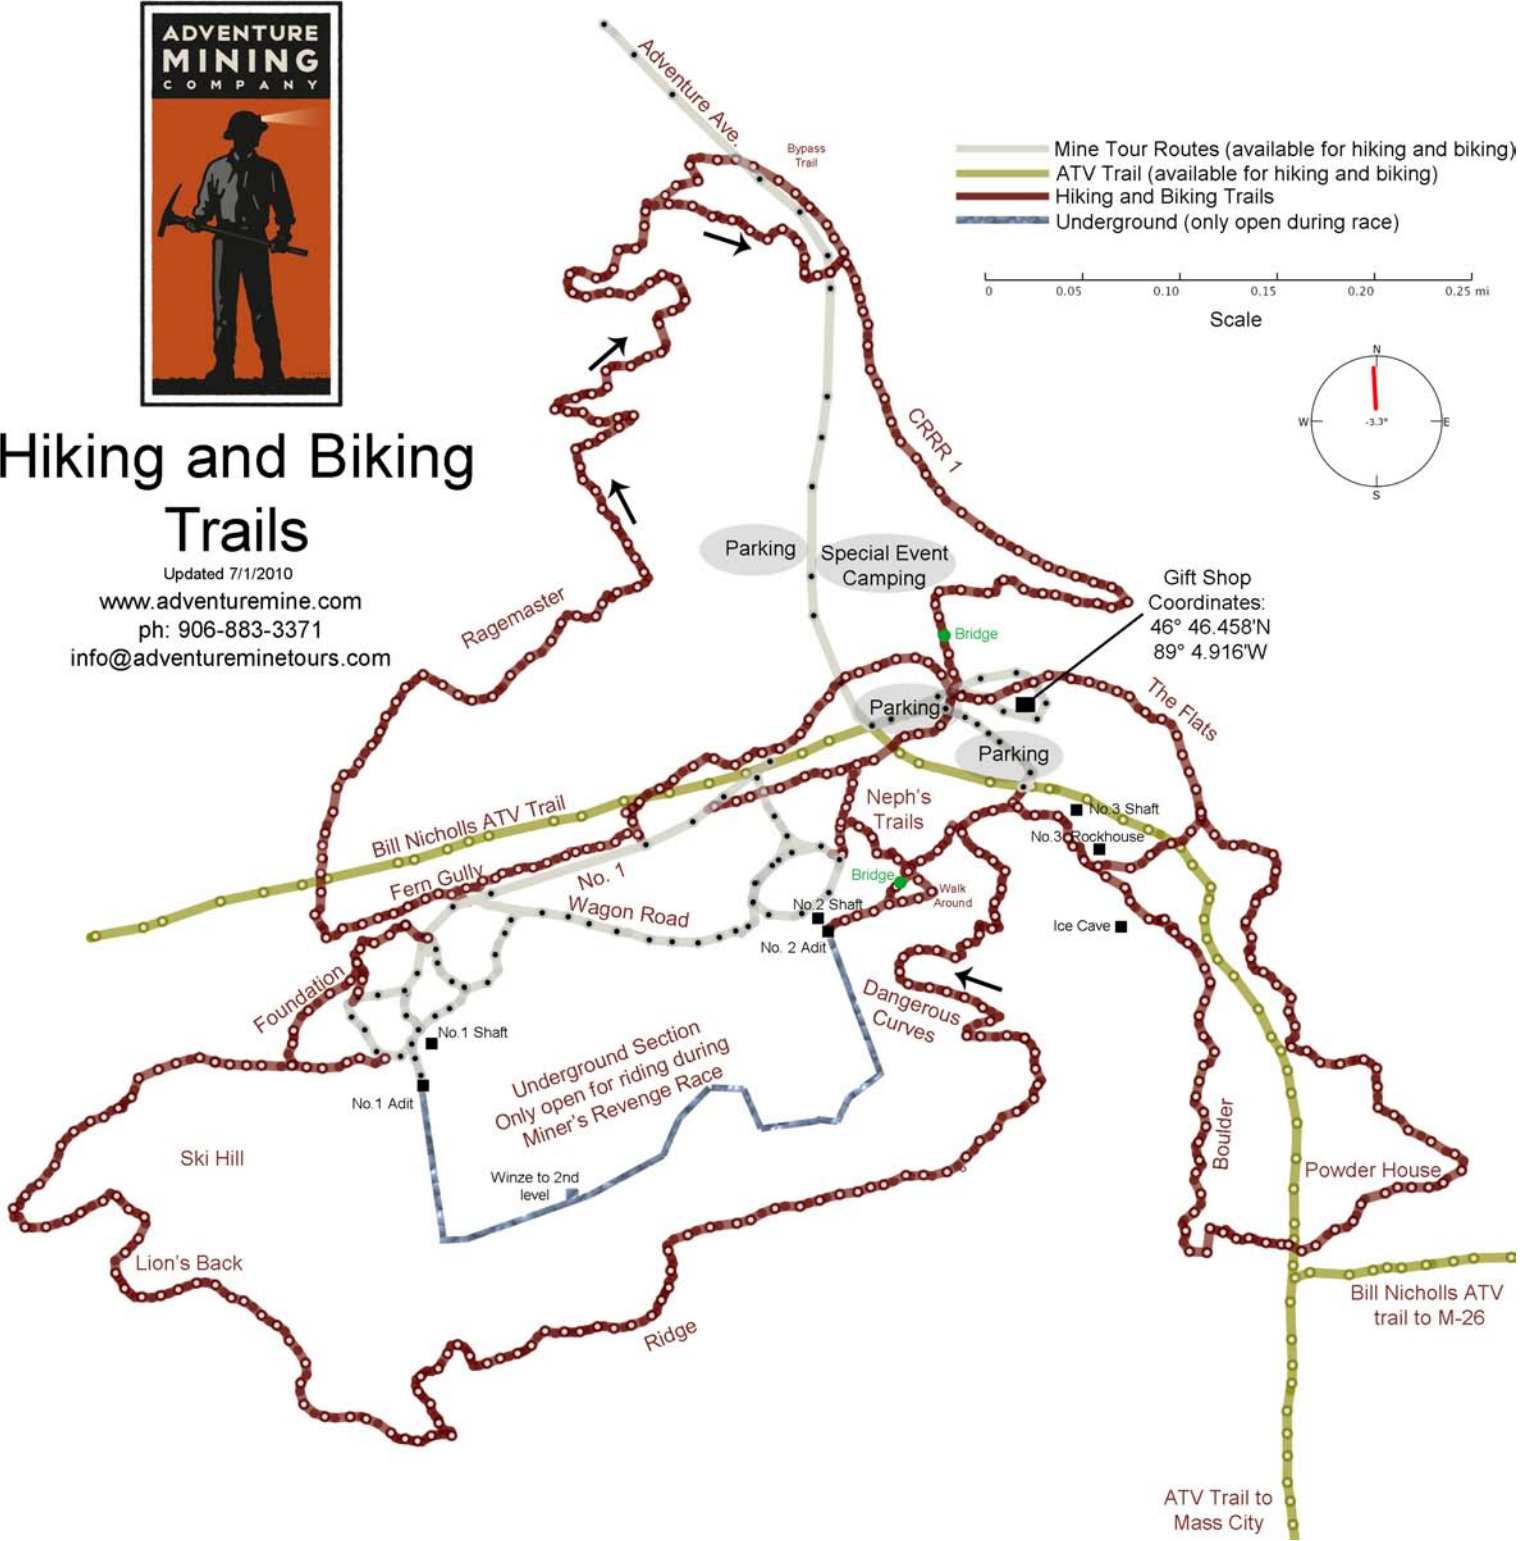 ADVENTURE
MINING
COMPANY
Hiking and Biking
Trails
Updated 7/1/2010
www.adventuremine.com
ph: 906-883-3371
info@adventureminetours.com
Adventure Ave.
Bypass
Trail
Mine Tour Routes (available for hiking and biking)
ATV Trail (available for hiking and biking)
Hiking and Biking Trails
Underground (only open during race)
0 0.05 0.10 0.15 0.20 0.25 mi
Scale
N
W
-3.3°
E
S
CRRR 1
Parking
Special Event
Camping
Gift Shop
Coordinates:
46° 46.458'N
89° 4.916'W
Ragemaster
Bridge
Parking
The Flats
Parking
Bill Nicholls ATV Trail
Neph's
Trails
No.3 Shaft
No.3 Rockhouse
Fern Gully
No. 1
Bridge
Walk
Around
Wagon Road
No.2 Shaft
No. 2 Adit
Ice Cave
Foundation
Dangerous
Curves
No.1 Shaft
Underground Section
Only open for riding during
Miner's Revenge Race
No.1 Adit
Boulder
Ski Hill
Powder House
Winze to 2nd
level
Lion's Back
Ridge
Bill Nicholls ATV
trail to M-26
ATV Trail to
Mass City